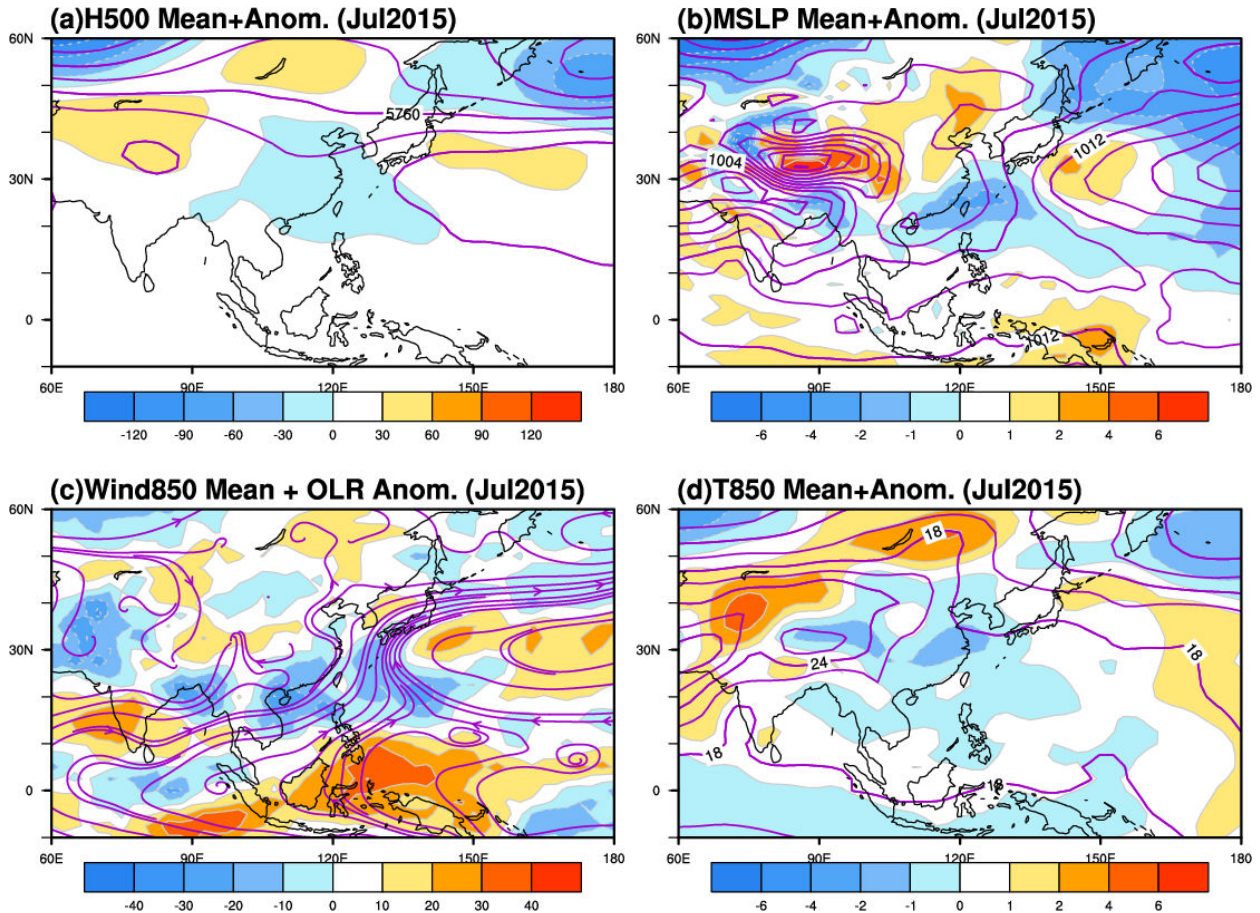 (a)H500 Mean+Anom. (Jul2015)
60N
30N
0
5760
60E 90E 120E 150E 180
-120 -90 -60 -30 0 30 60 90 120
(b)MSLP Mean+Anom. (Jul2015)
60N
30N
0
1004
1012
012
60E 90E 120E 150E 180
-6 -4 -2 -1 0 1 2 4 6
(c)Wind850 Mean + OLR Anom. (Jul2015)
60N
30N
0
60E 90E 120E 150E 180
-40 -20 -10 0 10 20 30 40
(d)T850 Mean+Anom. (Jul2015)
60N
30N
0
18
24
18
18
18
60E 90E 120E 150E 180
-6 -4 -2 -1 0 1 2 4 6